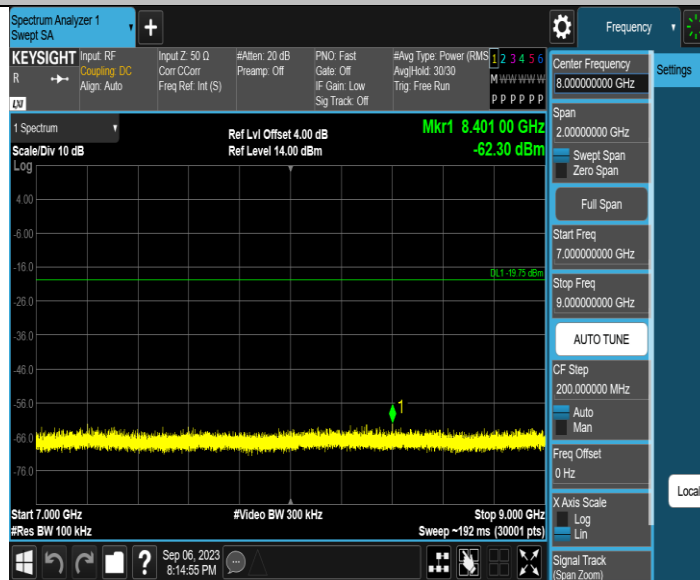 Spectrum Analyzer 1
Swept SA
+
Frequency
KEYSIGHT
R
LXI
Input: RF
Coupling: DC
Align: Auto
Input Z: 50 Ω
Corr CCorr
Freq Ref: Int (S)
#Atten: 20 dB
Preamp: Off
PNO: Fast
Gate: Off
IF Gain: Low
Sig Track: Off
#Avg Type: Power (RMS
Avg|Hold: 30/30
Trig: Free Run
1 2 3 4 5 6
M W W W W W
P P P P P P
1 Spectrum
Scale/Div 10 dB
Log
Ref Lvl Offset 4.00 dB
Ref Level 14.00 dBm
Mkr1 8.401 00 GHz
-62.30 dBm
4.00
-6.00
-16.0
-26.0
-36.0
-46.0
-56.0
-66.0
-76.0
DL1 -19.75 dBm
1
Start 7.000 GHz
#Res BW 100 kHz
#Video BW 300 kHz
Stop 9.000 GHz
Sweep ~192 ms (30001 pts)
?
Sep 06, 2023
8:14:55 PM
Center Frequency
8.00000000 GHz
Span
2.00000000 GHz
Swept Span
Zero Span
Full Span
Start Freq
7.000000000 GHz
Stop Freq
9.000000000 GHz
AUTO TUNE
CF Step
200.000000 MHz
Auto
Man
Freq Offset
0 Hz
X Axis Scale
Log
Lin
Signal Track
(Span Zoom)
Settings
Local